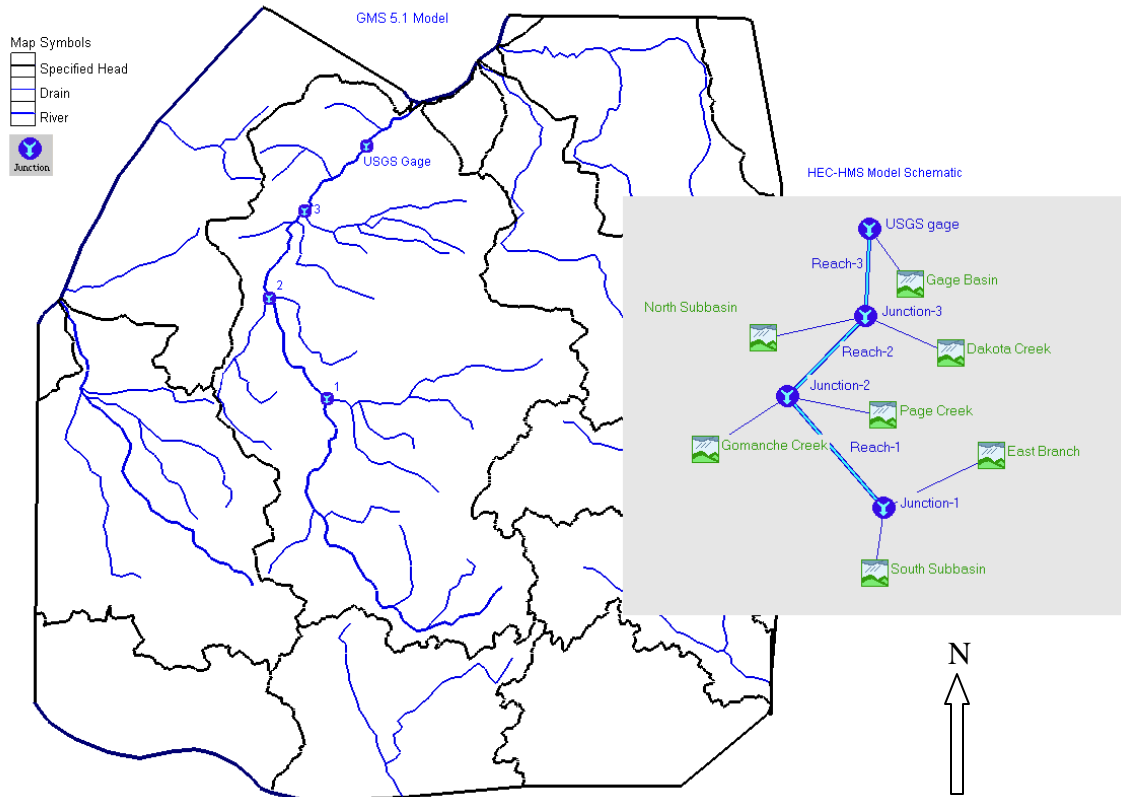 GMS 5.1 Model
Map Symbols
Specified Head
Drain
River
Junction
USGS Gage
3
2
1
HEC-HMS Model Schematic
USGS gage
Reach-3
Gage Basin
North Subbasin
Junction-3
Reach-2
Dakota Creek
Junction-2
Page Creek
Gomanche Creek
Reach-1
East Branch
Junction-1
South Subbasin
N